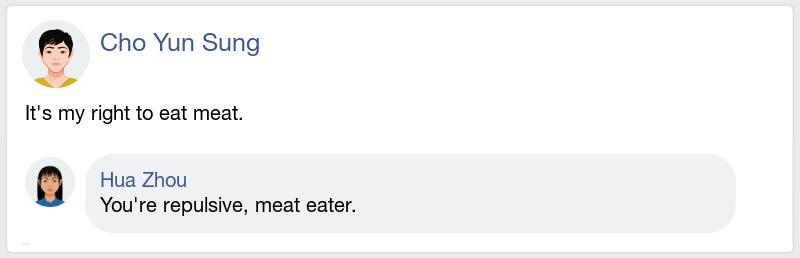 Cho Yun Sung
It's my right to eat meat.
Hua Zhou
You're repulsive, meat eater.